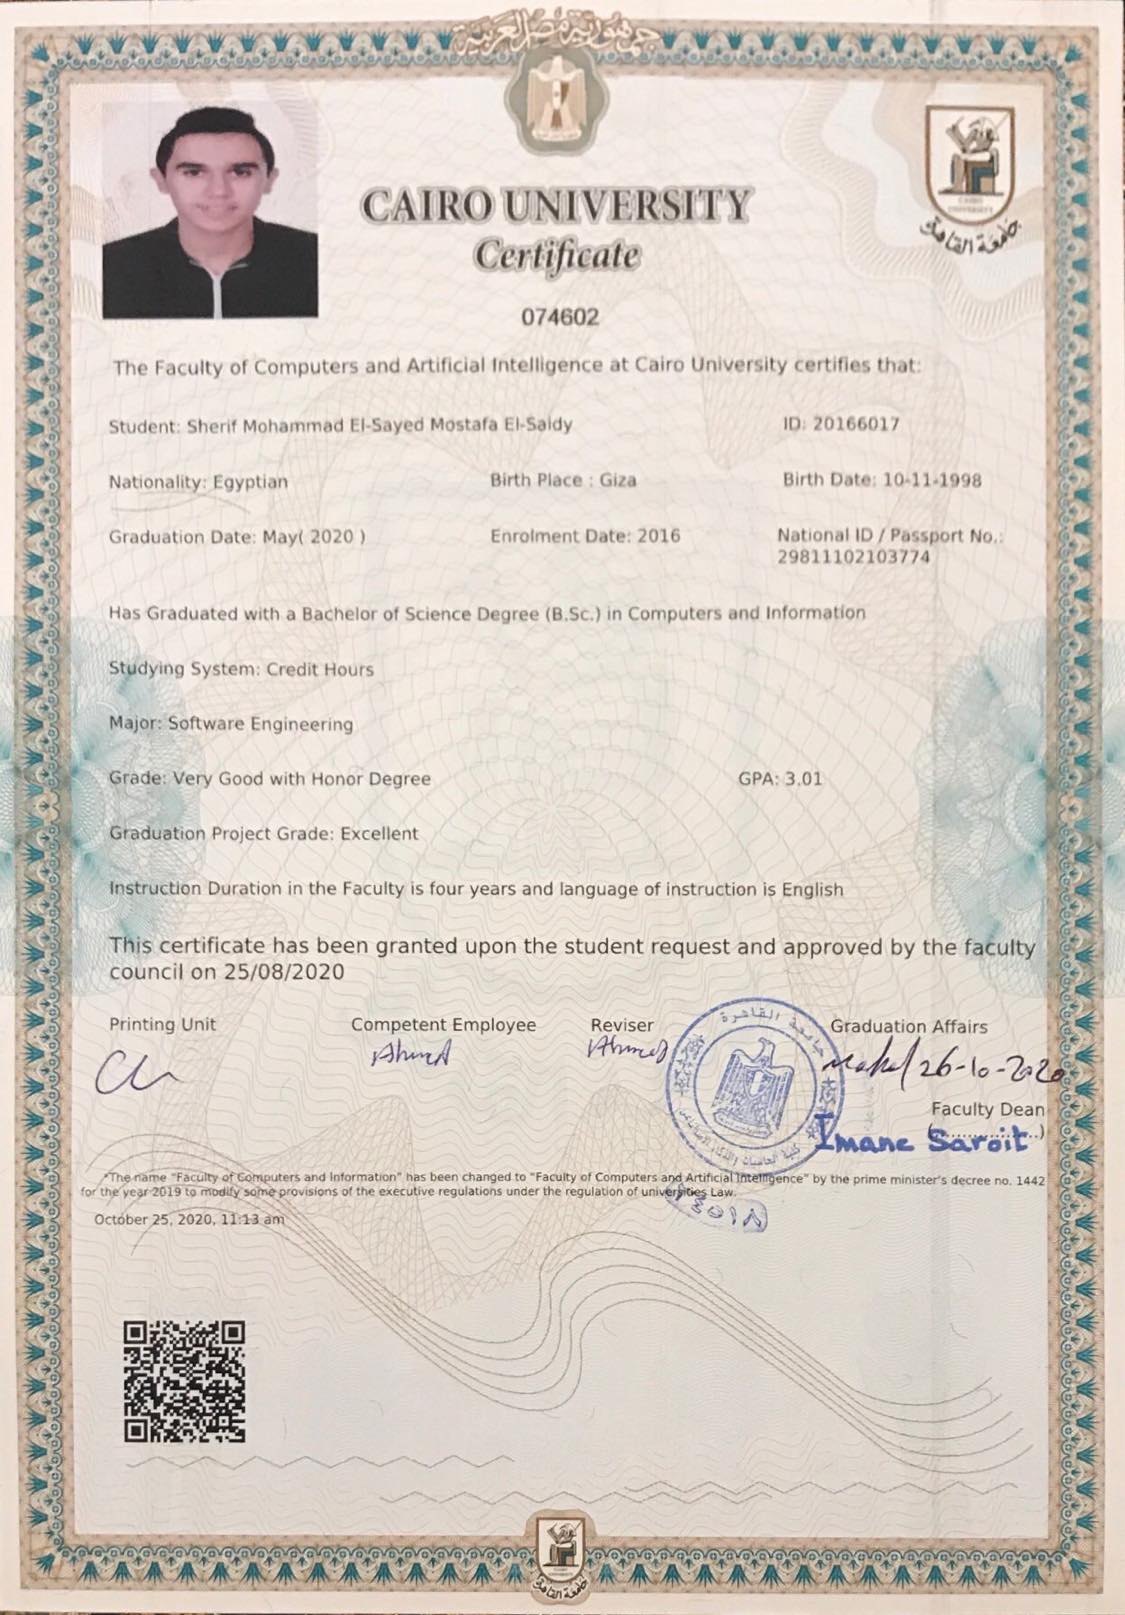 جمهورية مصر العربية
CAIRO UNIVERSITY
جامعة القاهرة
CAIRO UNIVERSITY
Certificate
074602
The Faculty of Computers and Artificial Intelligence at Cairo University certifies that:
Student: Sherif Mohammad El-Sayed Mostafa El-Saidy ID: 20166017
Nationality: Egyptian Birth Place : Giza Birth Date: 10-11-1998
Graduation Date: May( 2020 ) Enrolment Date: 2016 National ID / Passport No.:
29811102103774
Has Graduated with a Bachelor of Science Degree (B.Sc.) in Computers and Information
Studying System: Credit Hours
Major: Software Engineering
Grade: Very Good with Honor Degree GPA: 3.01
Graduation Project Grade: Excellent
Instruction Duration in the Faculty is four years and language of instruction is English
This certificate has been granted upon the student request and approved by the faculty
council on 25/08/2020
Printing Unit Competent Employee Reviser Graduation Affairs
Ahmed Ahmed 26-10-2020
جامعة القاهرة
كلية الحاسبات والذكاء الاصطناعي
Faculty Dean
(..................)
Imane Saroit
*The name "Faculty of Computers and Information" has been changed to "Faculty of Computers and Artificial Intelligence" by the prime minister's decree no. 1442
for the year 2019 to modify some provisions of the executive regulations under the regulation of universities Law.
October 25, 2020, 11:13 am
جامعة القاهرة